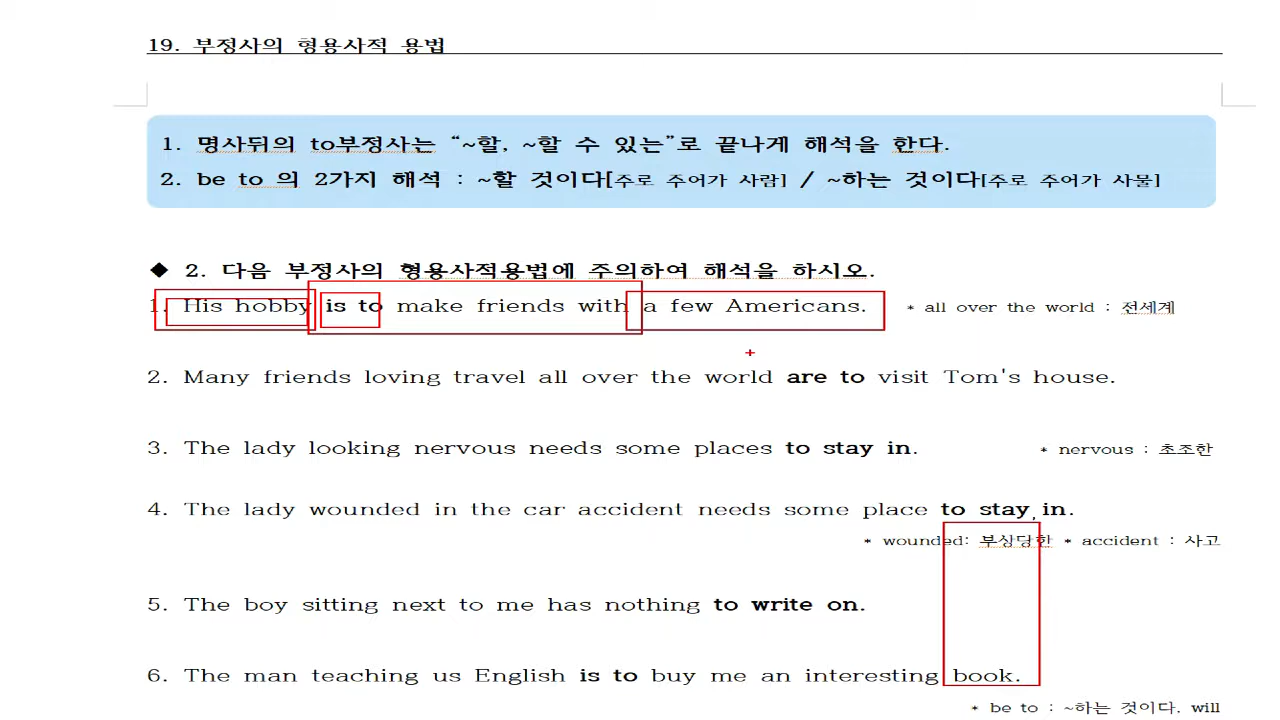 19. 부정사의 형용사적 용법
1. 명사뒤의 to부정사는 “~할, ~할 수 있는”로 끝나게 해석을 한다.
2. be to 의 2가지 해석 : ~할 것이다[주로 주어가 사람] / ~하는 것이다[주로 주어가 사물]
◆ 2. 다음 부정사의 형용사적용법에 주의하여 해석을 하시오.
1. His hobby is to make friends with a few Americans. * all over the world : 전세계
2. Many friends loving travel all over the world are to visit Tom's house.
3. The lady looking nervous needs some places to stay in. * nervous : 초조한
4. The lady wounded in the car accident needs some place to stay in.
* wounded: 부상당한 * accident : 사고
5. The boy sitting next to me has nothing to write on.
6. The man teaching us English is to buy me an interesting book.
* be to : ~하는 것이다. will